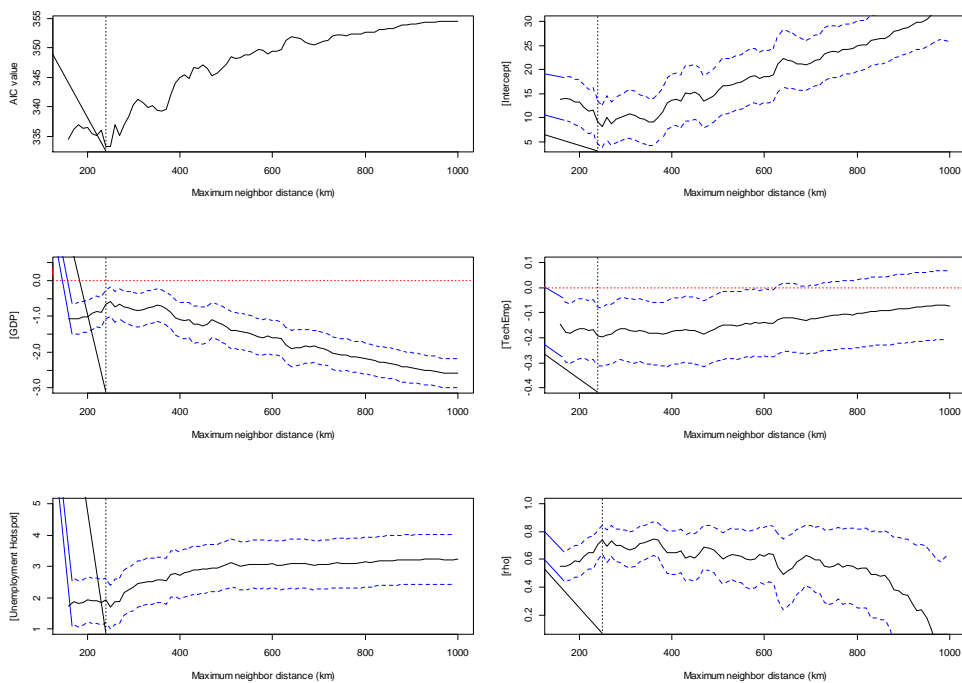 AIC value
335 340 345 350 355
200 400 600 800 1000
Maximum neighbor distance (km)
[Intercept]
5 10 15 20 25 30
200 400 600 800 1000
Maximum neighbor distance (km)
[GDP]
-3.0 -2.0 -1.0 0.0
200 400 600 800 1000
Maximum neighbor distance (km)
[TechEmp]
-0.4 -0.3 -0.2 -0.1 0.0 0.1
200 400 600 800 1000
Maximum neighbor distance (km)
[Unemployment Hotspot]
1 2 3 4 5
200 400 600 800 1000
Maximum neighbor distance (km)
[rho]
0.2 0.4 0.6 0.8 1.0
200 400 600 800 1000
Maximum neighbor distance (km)